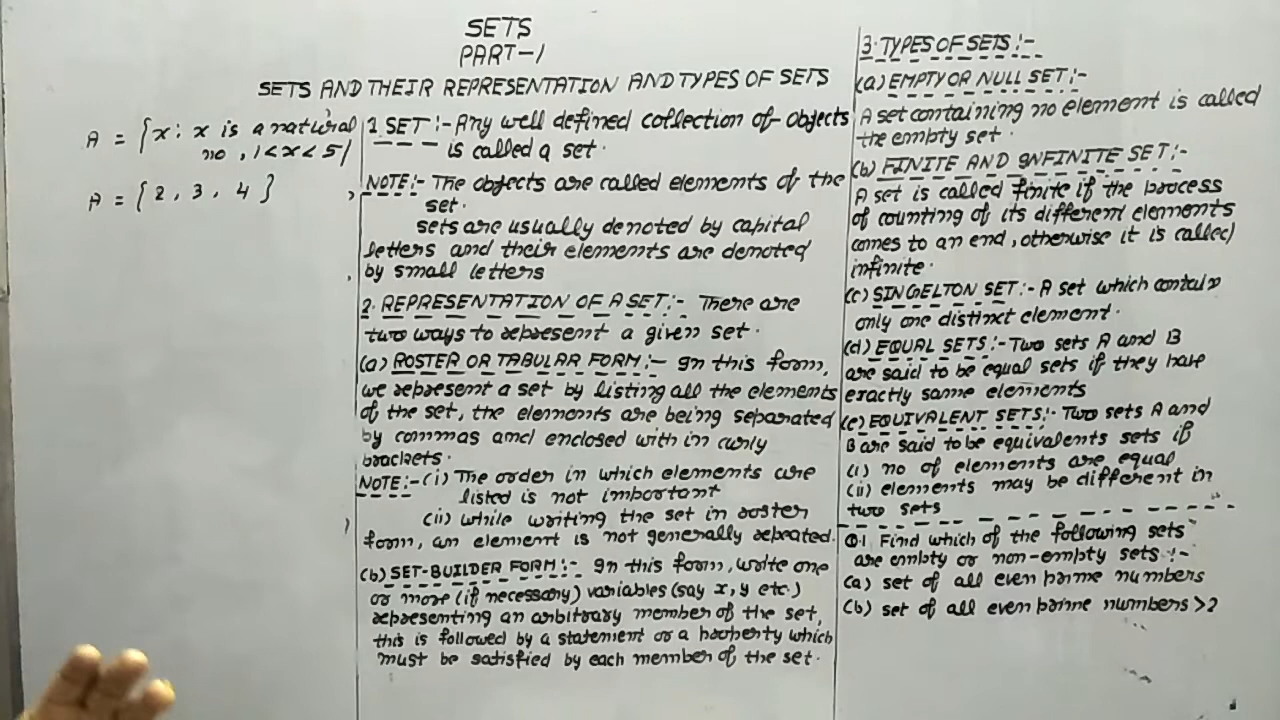 SETS
PART-1
SETS AND THEIR REPRESENTATION AND TYPES OF SETS
A = {x : x is a natural
no, 1<x<5}
A = {2, 3, 4}
1. SET :- Any well defined collection of objects
is called a set.
NOTE:- The objects are called elements of the
set.
sets are usually denoted by capital
letters and their elements are denoted
by small letters
2. REPRESENTATION OF A SET:- There are
two ways to represent a given set.
(a) ROSTER OR TABULAR FORM:- In this form,
we represent a set by listing all the elements
of the set, the elements are being separated
by commas and enclosed with in curly
brackets.
NOTE:-(i) The order in which elements are
listed is not important
(ii) while writing the set in roster
form, an element is not generally repeated.
(b) SET-BUILDER FORM:- In this form, write one
or more (if necessary) variables (say x, y etc.)
representing an arbitrary member of the set,
this is followed by a statement or a property which
must be satisfied by each member of the set.
3. TYPES OF SETS:-
(a) EMPTY OR NULL SET:-
A set containing no element is called
the empty set.
(b) FINITE AND INFINITE SET:-
A set is called finite if the process
of counting of its different elements
comes to an end, otherwise it is called
infinite.
(c) SINGELTON SET:- A set which contain
only one distinct element.
(d) EQUAL SETS:- Two sets A and B
are said to be equal sets if they have
exactly same elements
(e) EQUIVALENT SETS:- Two sets A and
B are said to be equivalents sets if
(i) no of elements are equal
(ii) elements may be different in
two sets
Q.1 Find which of the following sets
are empty or non-empty sets :-
(a) set of all even prime numbers
(b) set of all even prime numbers >2